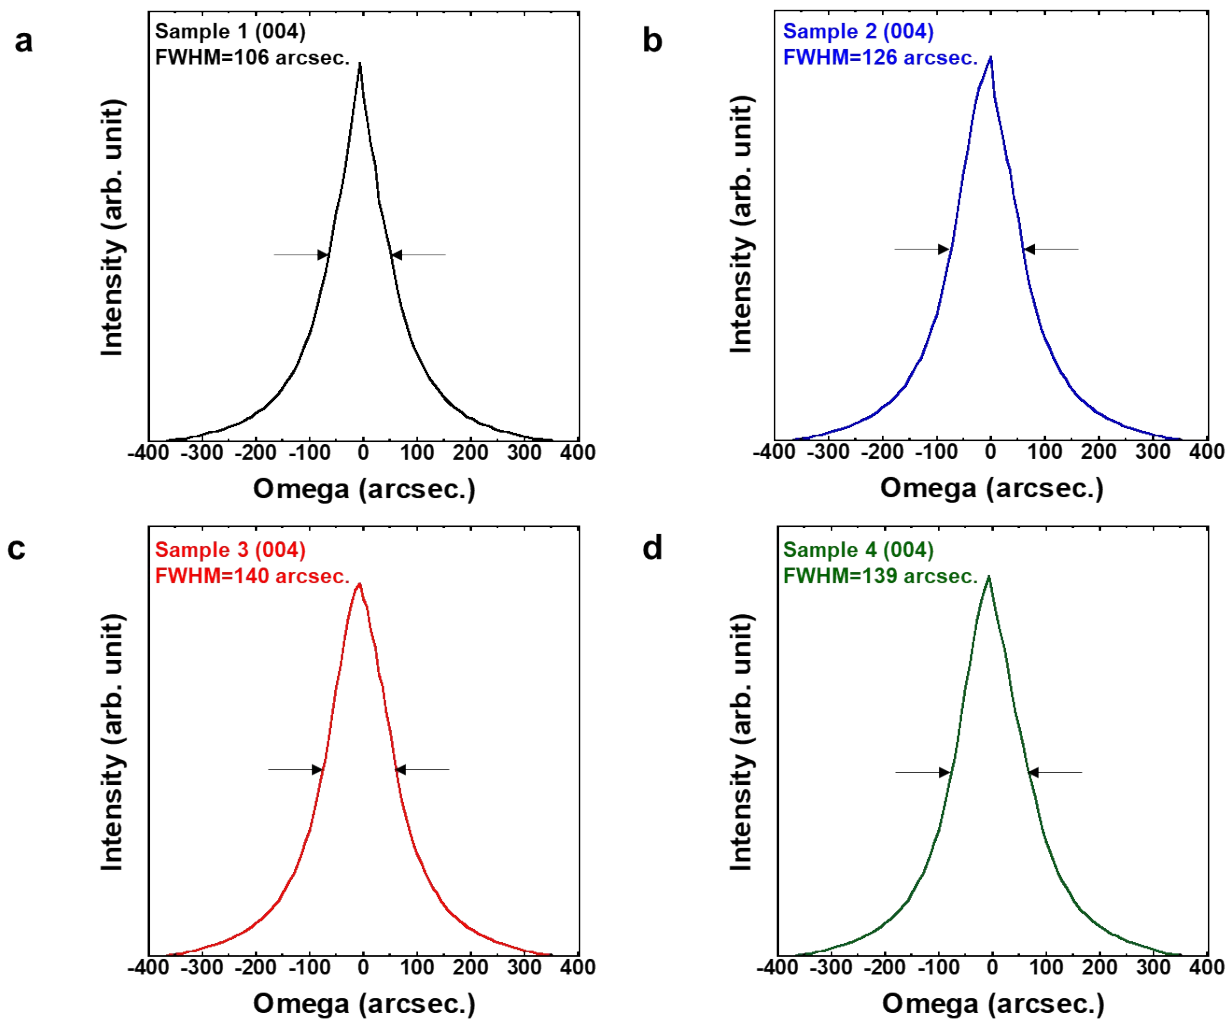 a
Sample 1 (004)
FWHM=106 arcsec.
Intensity (arb. unit)
-400 -300 -200 -100 0 100 200 300 400
Omega (arcsec.)
b
Sample 2 (004)
FWHM=126 arcsec.
Intensity (arb. unit)
-400 -300 -200 -100 0 100 200 300 400
Omega (arcsec.)
c
Sample 3 (004)
FWHM=140 arcsec.
Intensity (arb. unit)
-400 -300 -200 -100 0 100 200 300 400
Omega (arcsec.)
d
Sample 4 (004)
FWHM=139 arcsec.
Intensity (arb. unit)
-400 -300 -200 -100 0 100 200 300 400
Omega (arcsec.)